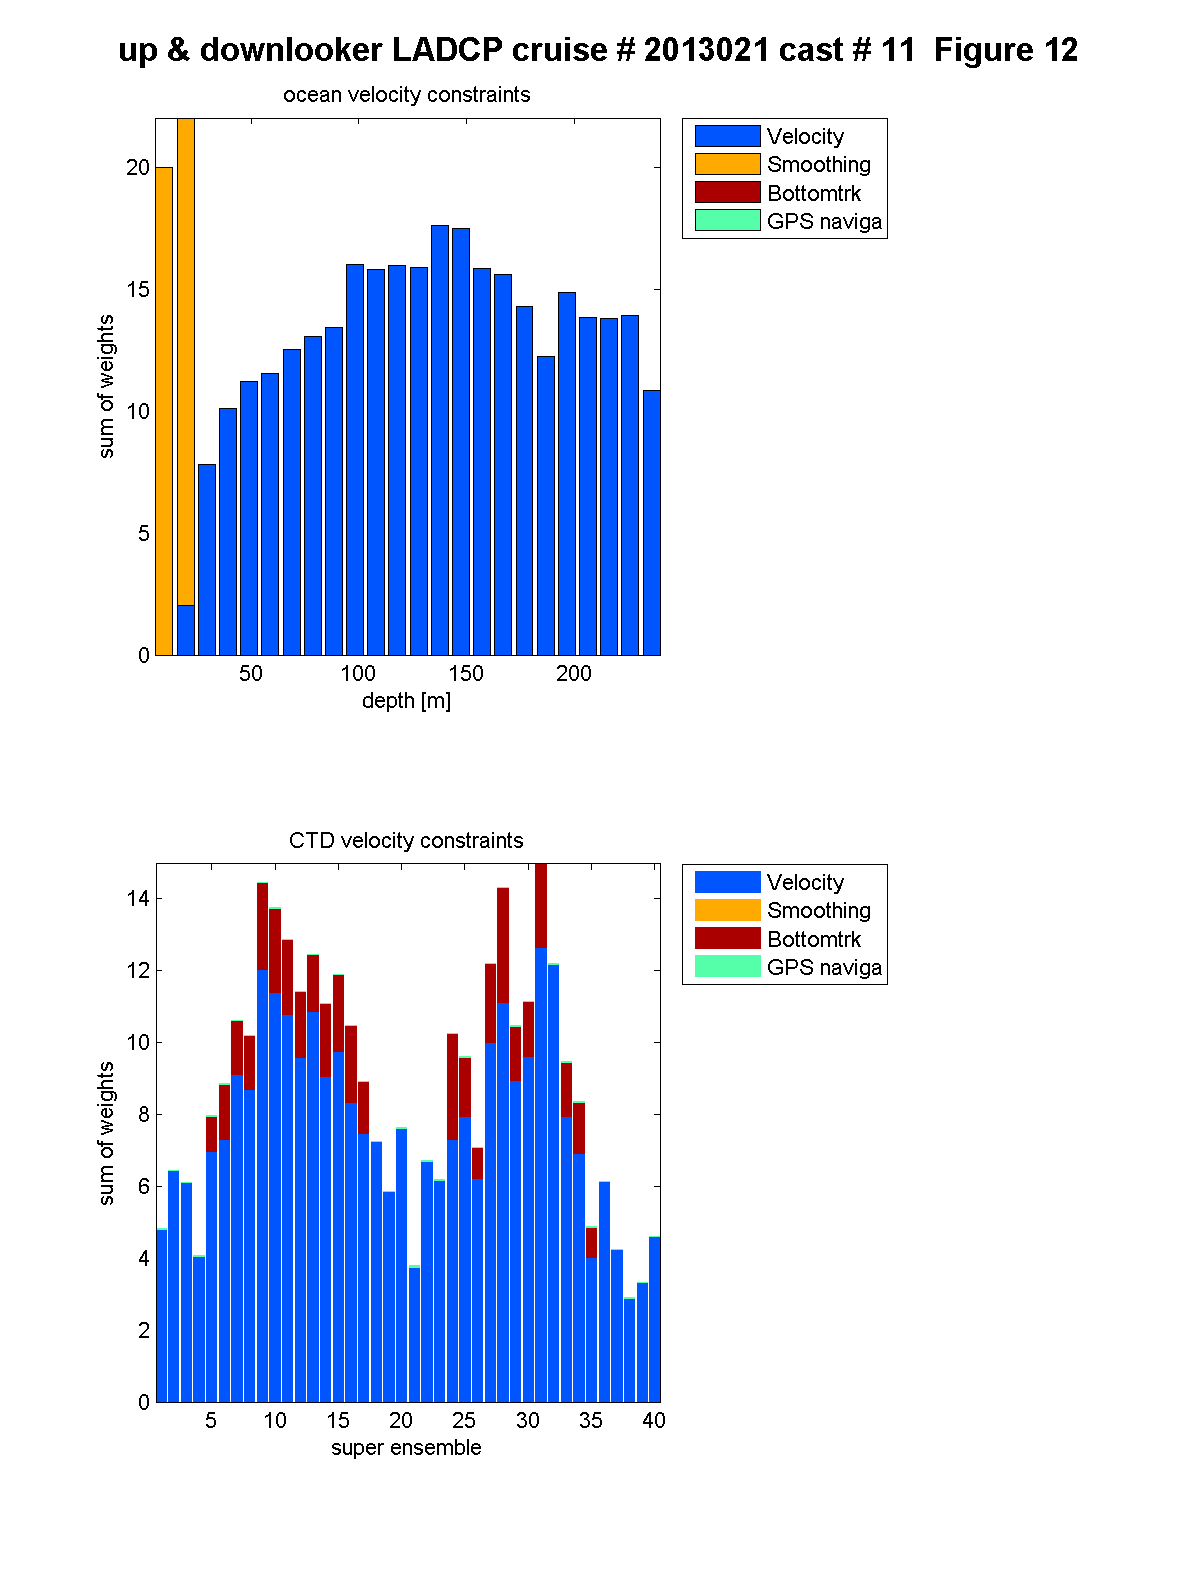 up & downlooker LADCP cruise # 2013021 cast # 11  Figure 12
ocean velocity constraints
Velocity
Smoothing
Bottomtrk
GPS naviga
20
15
10
5
0
sum of weights
50 100 150 200
depth [m]
CTD velocity constraints
Velocity
Smoothing
Bottomtrk
GPS naviga
14
12
10
8
6
4
2
0
sum of weights
5 10 15 20 25 30 35 40
super ensemble